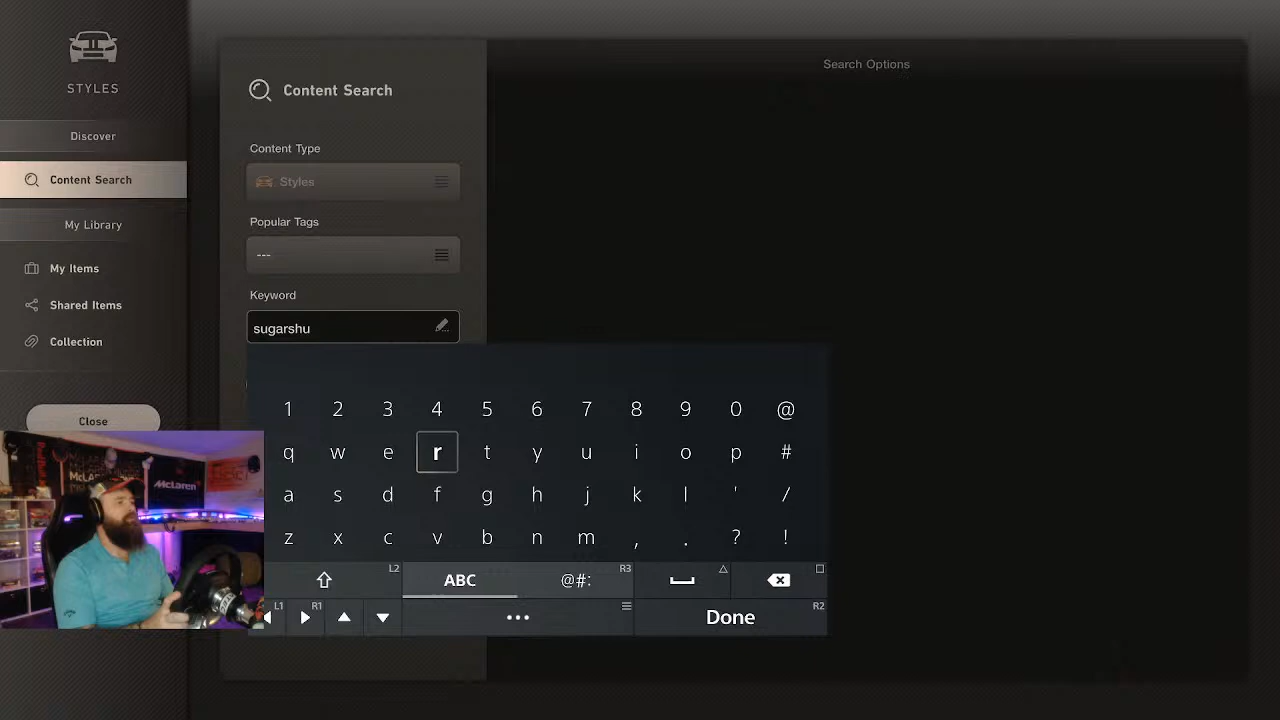 STYLES
Discover
Content Search
My Library
My Items
Shared Items
Collection
Close
Content Search
Content Type
Styles
Popular Tags
---
Keyword
sugarshu
Search Options
1 2 3 4 5 6 7 8 9 0 @
q w e r t y u i o p #
a s d f g h j k l ' /
z x c v b n m , . ? !
L2 ABC @#: R3
L1 R1 ... Done R2
McLaren
McLaren